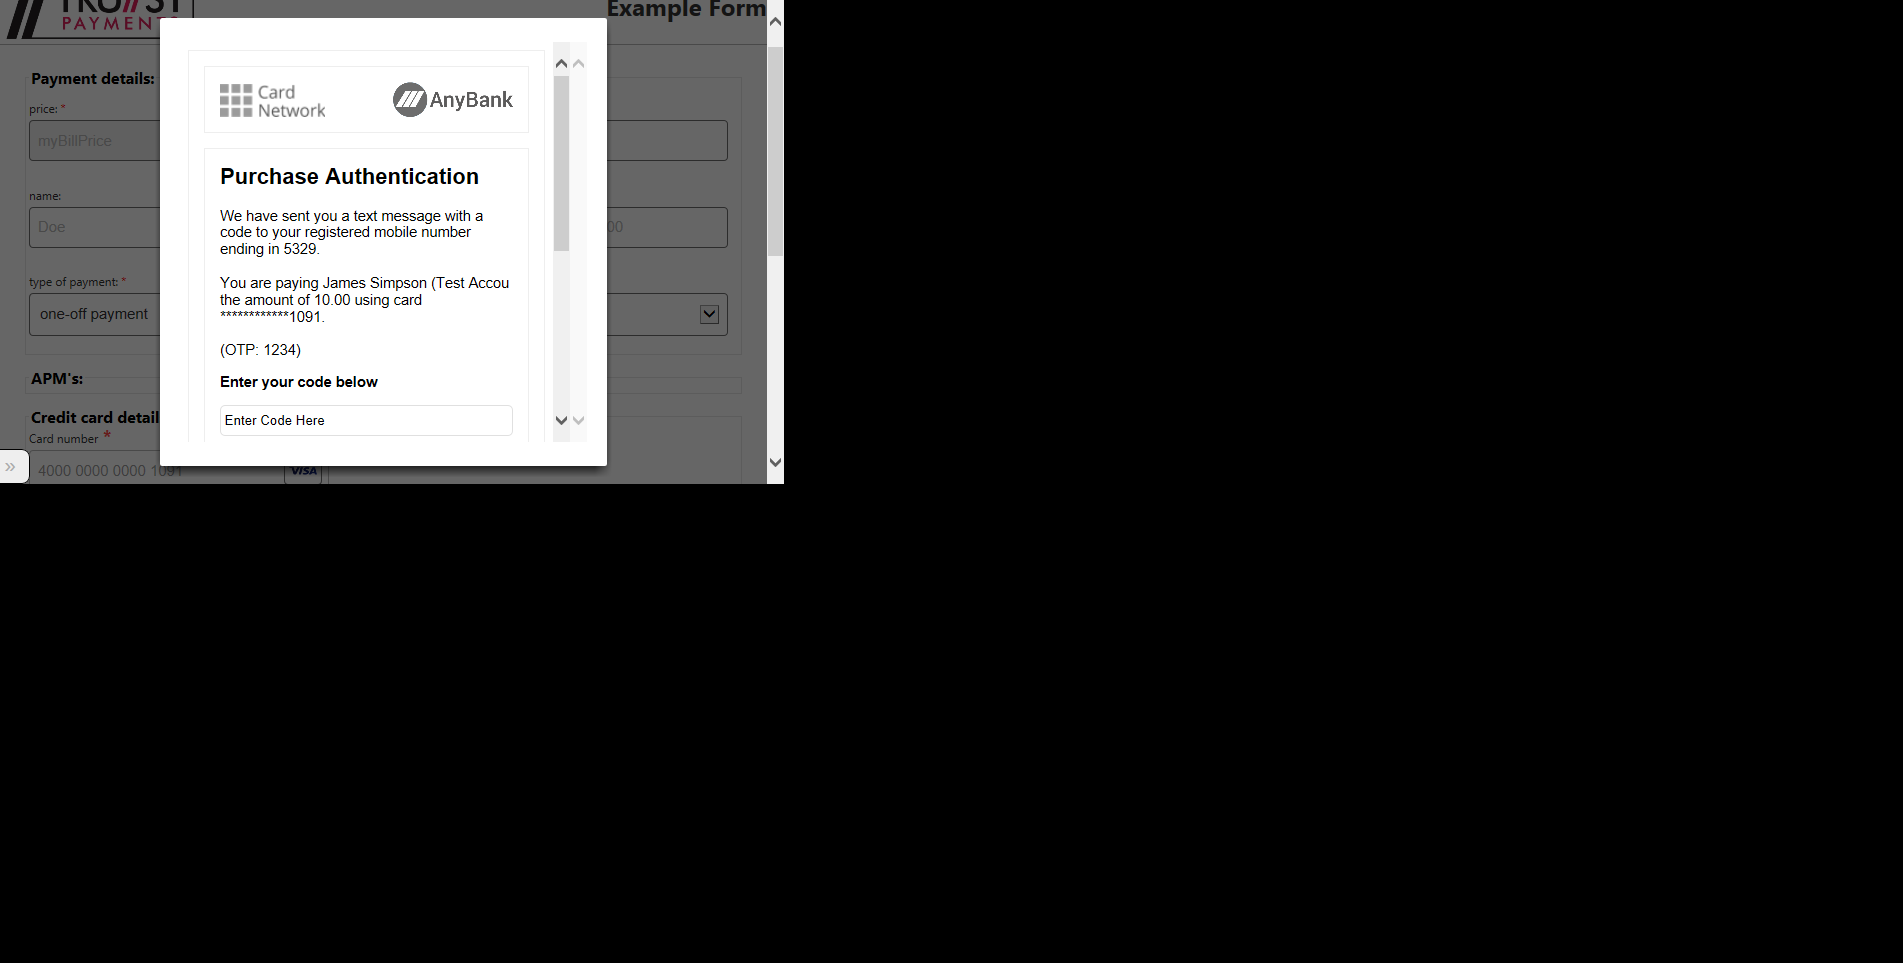 TRU//ST
PAYMENTS
Example Form
Payment details:
price: *
myBillPrice
name:
Doe
00
type of payment: *
one-off payment
APM's:
Credit card detail
Card number *
4000 0000 0000 1091
VISA
»
Card
Network
AnyBank
Purchase Authentication
We have sent you a text message with a
code to your registered mobile number
ending in 5329.
You are paying James Simpson (Test Accou
the amount of 10.00 using card
************1091.
(OTP: 1234)
Enter your code below
Enter Code Here